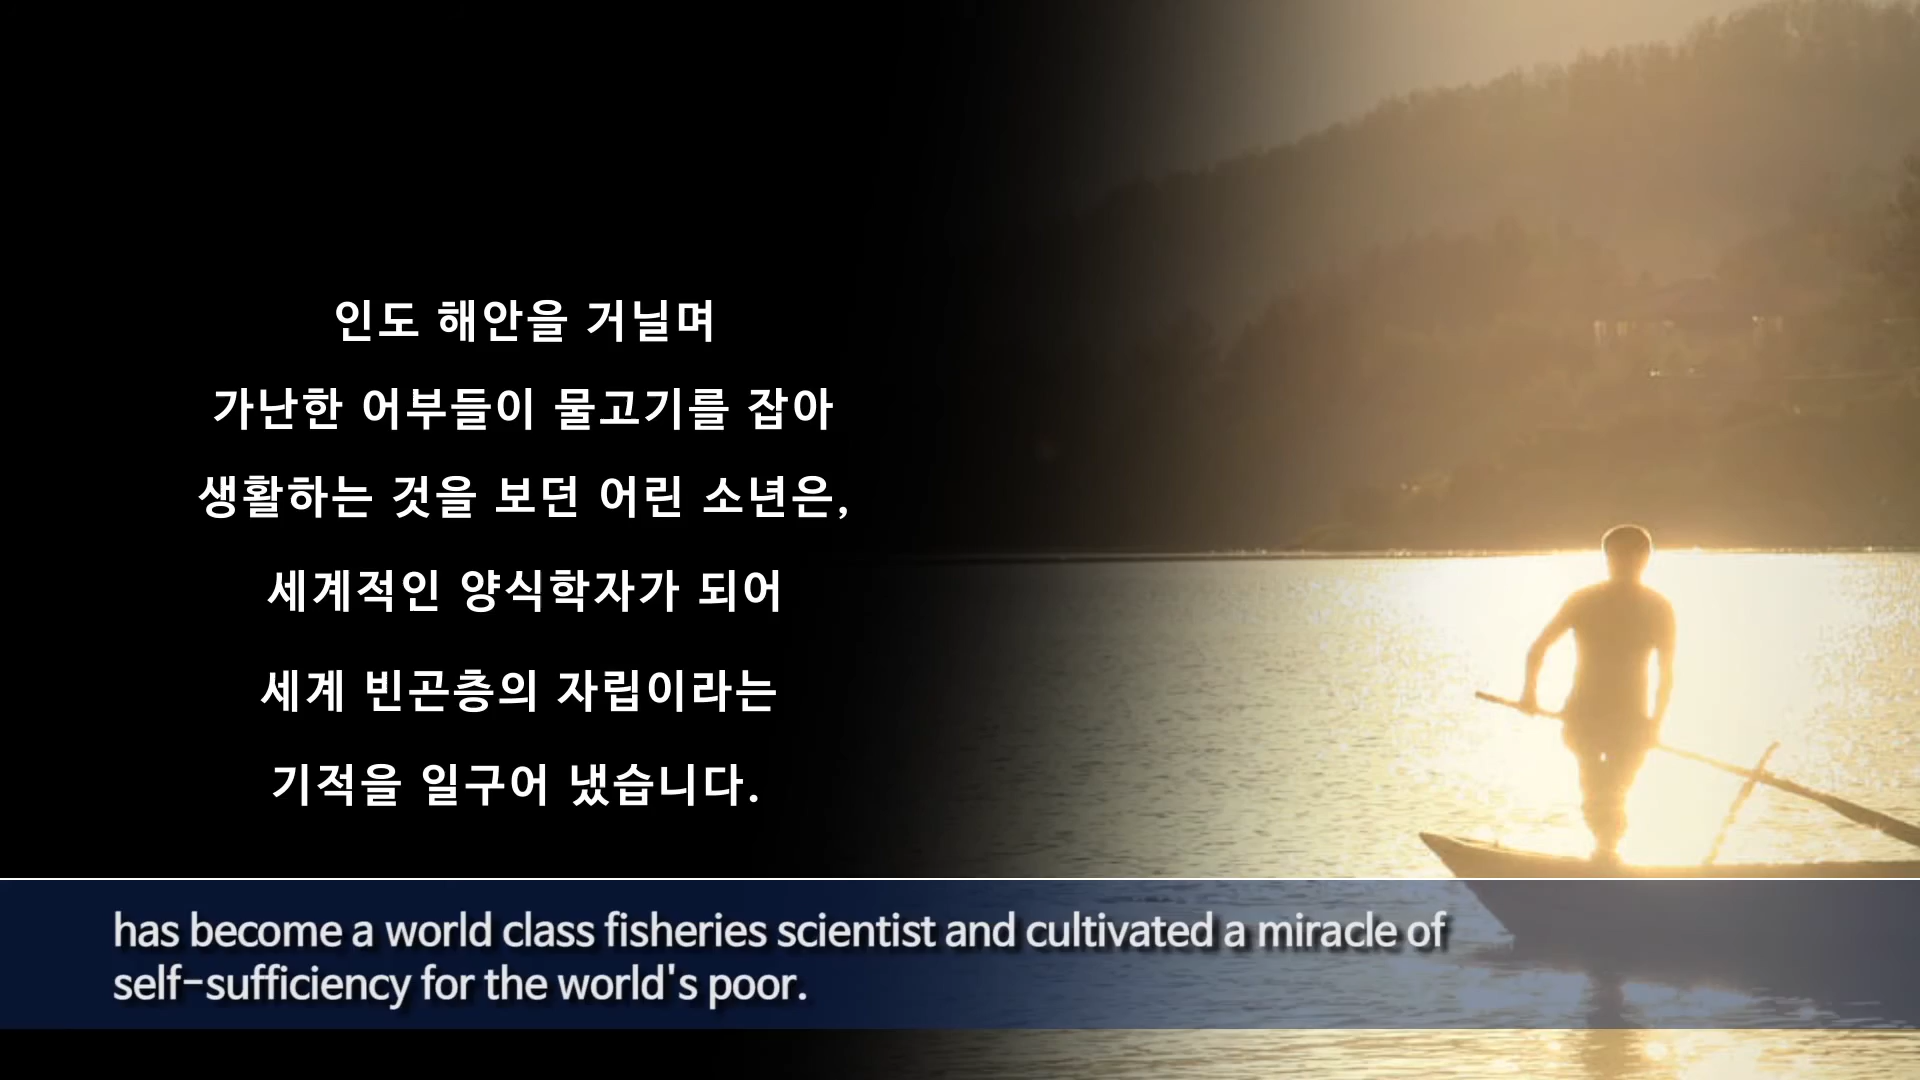 인도 해안을 거닐며
가난한 어부들이 물고기를 잡아
생활하는 것을 보던 어린 소년은,
세계적인 양식학자가 되어
세계 빈곤층의 자립이라는
기적을 일구어 냈습니다.
has become a world class fisheries scientist and cultivated a miracle of
self-sufficiency for the world's poor.